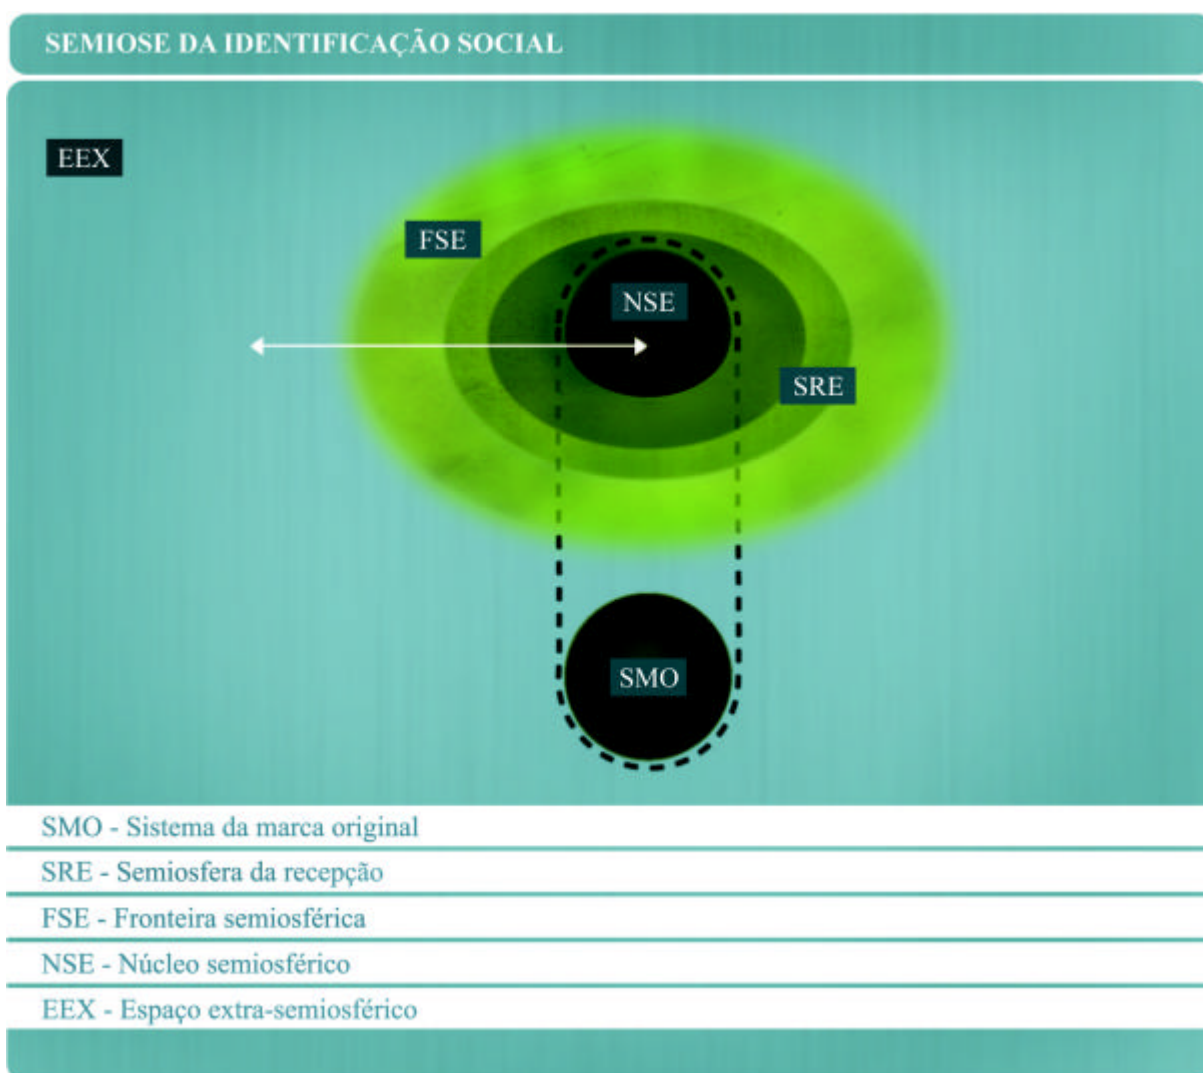 SEMIOSE DA IDENTIFICAÇÃO SOCIAL
EEX
FSE
NSE
SRE
SMO
SMO - Sistema da marca original
SRE - Semiosfera da recepção
FSE - Fronteira semiosférica
NSE - Núcleo semiosférico
EEX - Espaço extra-semiosférico